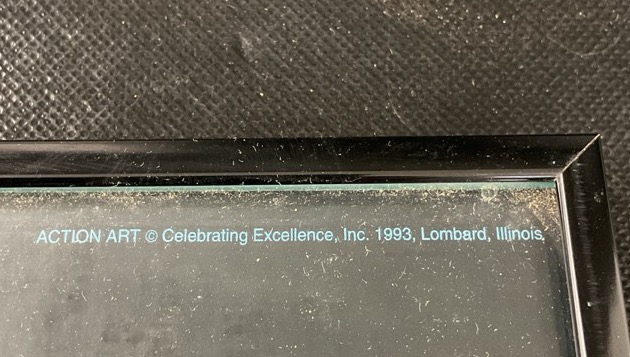 ACTION ART © Celebrating Excellence, Inc. 1993, Lombard, Illinois.